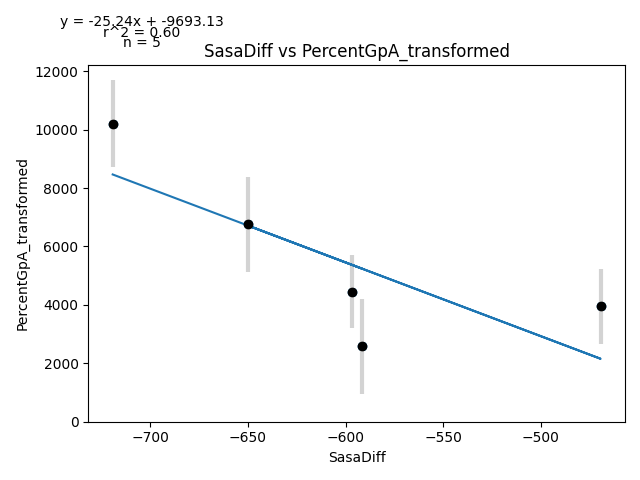 y = -25.24x + -9693.13
r^2 = 0.60
n = 5
SasaDiff vs PercentGpA_transformed
12000
10000
8000
6000
4000
2000
0
PercentGpA_transformed
−700
−650
−600
−550
−500
SasaDiff